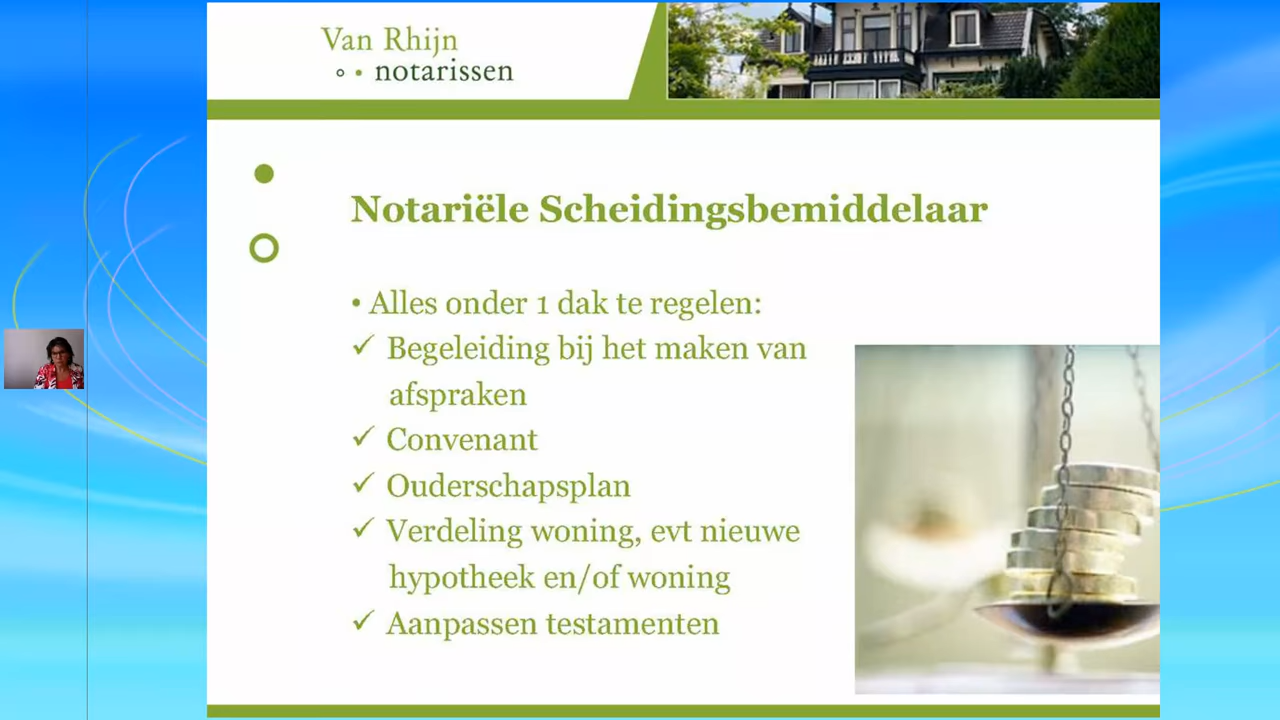 Van Rhijn
notarissen
Notariële Scheidingsbemiddelaar
• Alles onder 1 dak te regelen:
✓ Begeleiding bij het maken van
afspraken
✓ Convenant
✓ Ouderschapsplan
✓ Verdeling woning, evt nieuwe
hypotheek en/of woning
✓ Aanpassen testamenten